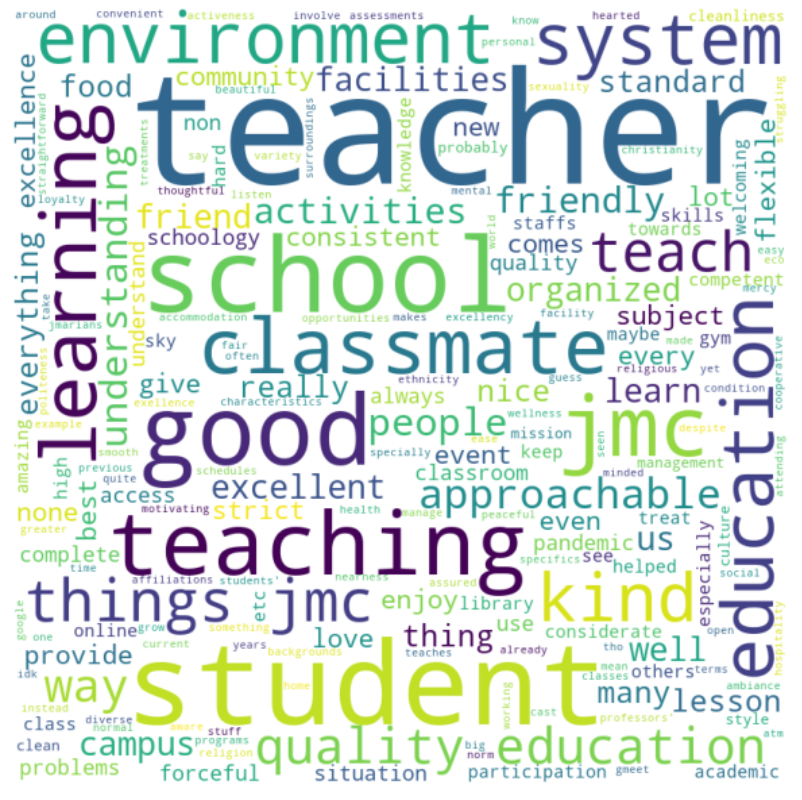 around
convenient
activeness
involve
assessments
know
hearted
cleanliness
environment
system
personal
community
facilities
standard
food
beautiful
sexuality
struggling
teacher
excellence
straightforward
learning
understanding
non
treatments
hard
say
variety
surroundings
knowledge
new
probably
christianity
flexible
welcoming
thoughtful
listen
mental
friendly
lot
loyalty
friend
activities
staffs
skills
towards
schoology
consistent
world
comes
teach
easy
eco
everything
understand
school
quality
competent
organized
mercy
take
jmarians
accommodation
opportunities
makes
excellency
facility
subject
politeness
sky
fair
often
classmate
maybe
made
gym
yet
every
religious
education
cooperative
give
really
ethnicity
guess
condition
exellence
characteristics
always
nice
learn
example
good
people
wellness
jmc
despite
amazing
smooth
specially
ease
event
mission
keep
seen
high
previous
schedules
minded
classroom
management
attending
best
quite
access
excellent
approachable
none
motivating
strict
health
manage
peaceful
even
treat
us
culture
greater
teaching
specifics
pandemic
see
especially
complete
time
affiliations
students'
nearness
assured
helped
social
things jmc
etc
enjoy
library
kind
google
online
grow
something
thing
use
considerate
open
hospitality
one
current
years
backgrounds
love
teaches
already
tho
well
others
terms
provide
student
mean
classes
ambiance
idk
way
home
working
many
lesson
instead
stuff
aware
cast
professors'
style
class
diverse
normal
programs
campus
quality education
atm
clean
religion
big
norm
problems
forceful
situation
participation
gmeet
academic